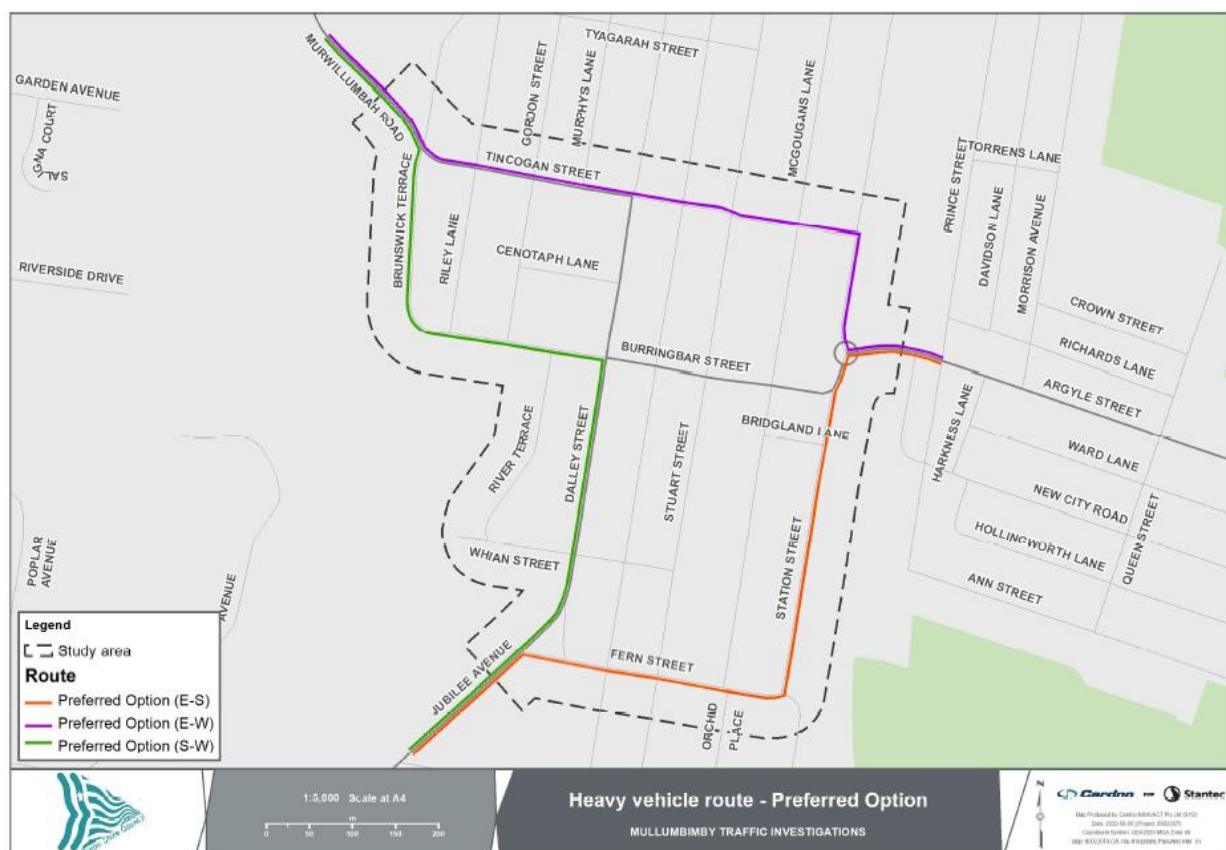 TYAGARAH STREET
MURWILLUMBAH ROAD
GORDON STREET
MURPHYS LANE
MCGOUGANS LANE
GARDEN AVENUE
SALIGNA COURT
TINCOGAN STREET
PRINCE STREET
TORRENS LANE
DAVIDSON LANE
MORRISON AVENUE
BRUNSWICK TERRACE
RILEY LANE
CENOTAPH LANE
RIVERSIDE DRIVE
CROWN STREET
RICHARDS LANE
BURRINGBAR STREET
ARGYLE STREET
BRIDGLAND LANE
HARKNESS LANE
WARD LANE
RIVER TERRACE
DALLEY STREET
STUART STREET
NEW CITY ROAD
HOLLINGWORTH LANE
QUEEN STREET
WHIAN STREET
STATION STREET
ANN STREET
POPLAR
AVENUE
AVENUE
FERN STREET
JUBILEE AVENUE
ORCHID
PLACE
Legend
Study area
Route
Preferred Option (E-S)
Preferred Option (E-W)
Preferred Option (S-W)
1:5,000 Scale at A4
m
0 50 100 150 200
Heavy vehicle route - Preferred Option
MULLUMBIMBY TRAFFIC INVESTIGATIONS
N
Cardno
Stantec